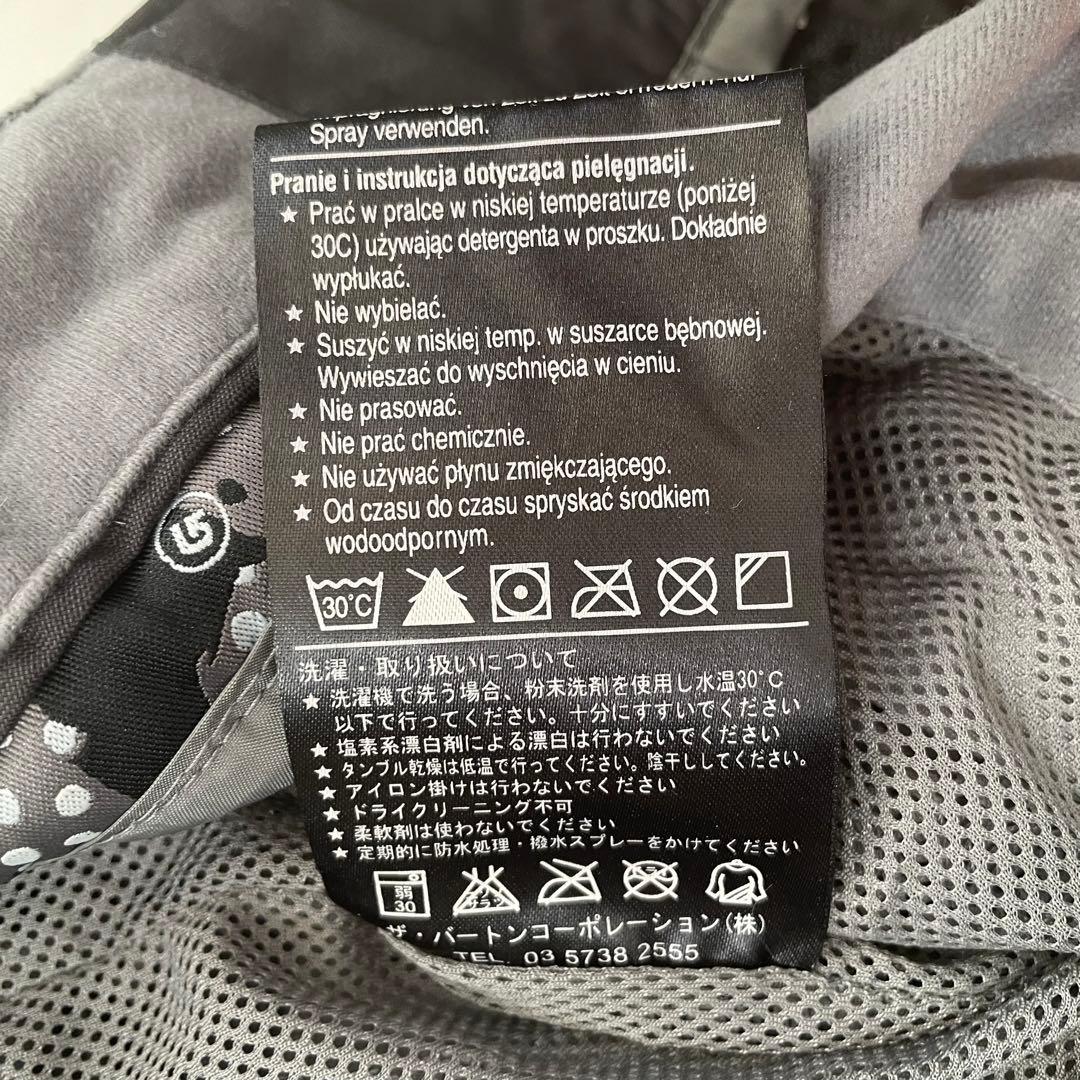 Spray verwenden.
Pranie i instrukcja dotycząca pielęgnacji.
★ Prać w pralce w niskiej temperaturze (poniżej
30C) używając detergenta w proszku. Dokładnie
wypłukać.
★ Nie wybielać.
★ Suszyć w niskiej temp. w suszarce bębnowej.
Wywieszać do wyschnięcia w cieniu.
★ Nie prasować.
★ Nie prać chemicznie.
★ Nie używać płynu zmiękczającego.
★ Od czasu do czasu spryskać środkiem
wodoodpornym.
30°C
洗濯・取り扱いについて
★ 洗濯機で洗う場合、粉末洗剤を使用し水温30°C
以下で行ってください。十分にすすいでください
★ 塩素系漂白剤による漂白は行わないでください
★ タンブル乾燥は低温で行ってください。陰干ししてください。
★ アイロン掛けは行わないでください
★ ドライクリーニング不可
★ 柔軟剤は使わないでください
★ 定期的に防水処理・撥水スプレーをかけてください
弱
30
ザ・バートンコーポレーション(株)
TEL. 03 5738 2555